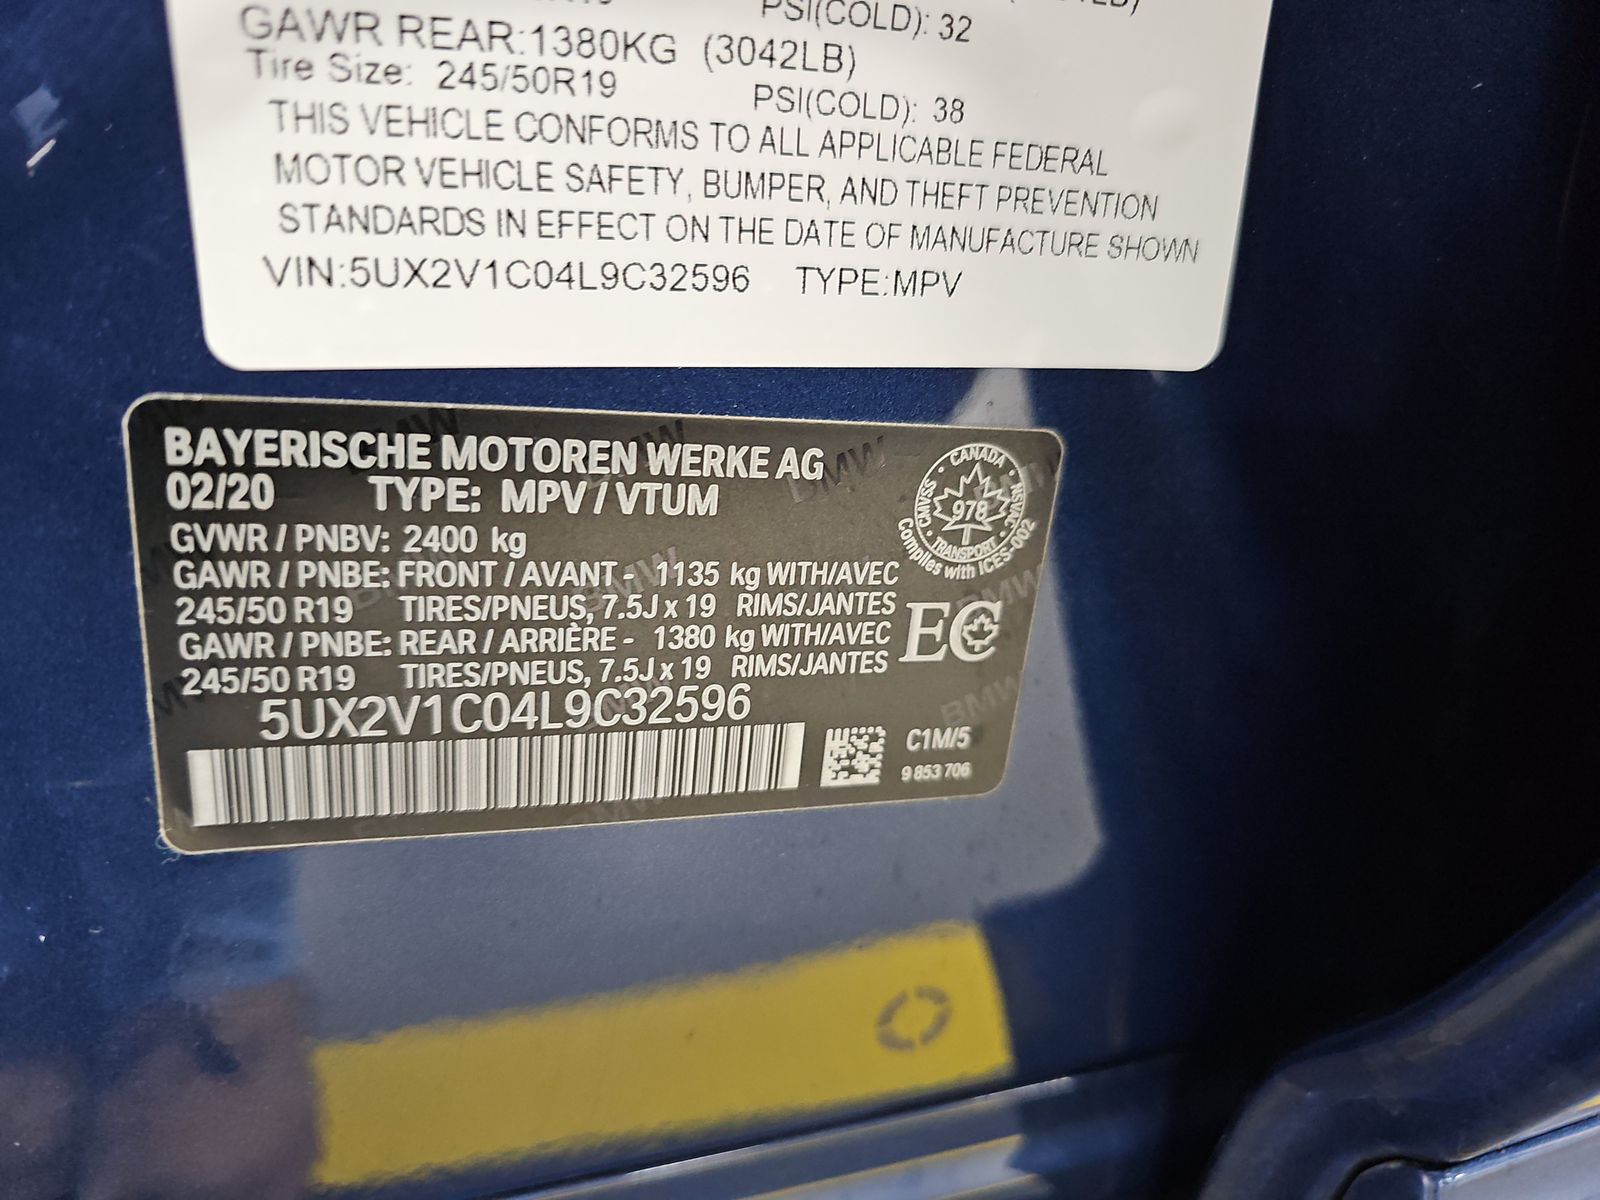 PSI(COLD): 32
GAWR REAR:1380KG (3042LB)
Tire Size: 245/50R19
PSI(COLD): 38
THIS VEHICLE CONFORMS TO ALL APPLICABLE FEDERAL
MOTOR VEHICLE SAFETY, BUMPER, AND THEFT PREVENTION
STANDARDS IN EFFECT ON THE DATE OF MANUFACTURE SHOWN
VIN:5UX2V1C04L9C32596 TYPE:MPV
BAYERISCHE MOTOREN WERKE AG
02/20 TYPE: MPV / VTUM
GVWR / PNBV: 2400 kg
GAWR / PNBE: FRONT / AVANT - 1135 kg WITH/AVEC
245/50 R19 TIRES/PNEUS, 7.5J x 19 RIMS/JANTES
GAWR / PNBE: REAR / ARRIÈRE - 1380 kg WITH/AVEC
245/50 R19 TIRES/PNEUS, 7.5J x 19 RIMS/JANTES
5UX2V1C04L9C32596
CANADA
CMVSS 978 NSVAC
TRANSPORT
Complies with ICES-002
EC
C1M/5
9 853 706